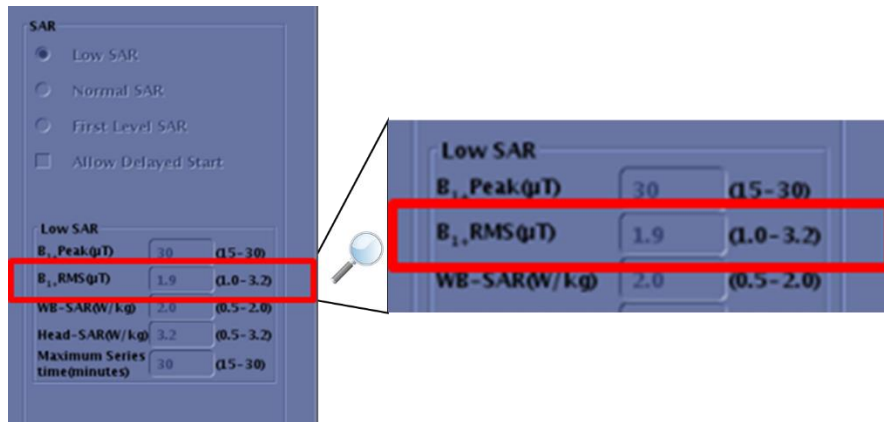 SAR
Low SAR
Normal SAR
First Level SAR
Allow Delayed Start
Low SAR
B₁₊Peak(μT) 30 (15-30)
B₁₊RMS(μT) 1.9 (1.0-3.2)
WB-SAR(W/kg) 2.0 (0.5-2.0)
Head-SAR(W/kg) 3.2 (0.5-3.2)
Maximum Series
time(minutes) 30 (15-30)
Low SAR
B₁₊Peak(μT) 30 (15-30)
B₁₊RMS(μT) 1.9 (1.0-3.2)
WB-SAR(W/kg) 2.0 (0.5-2.0)